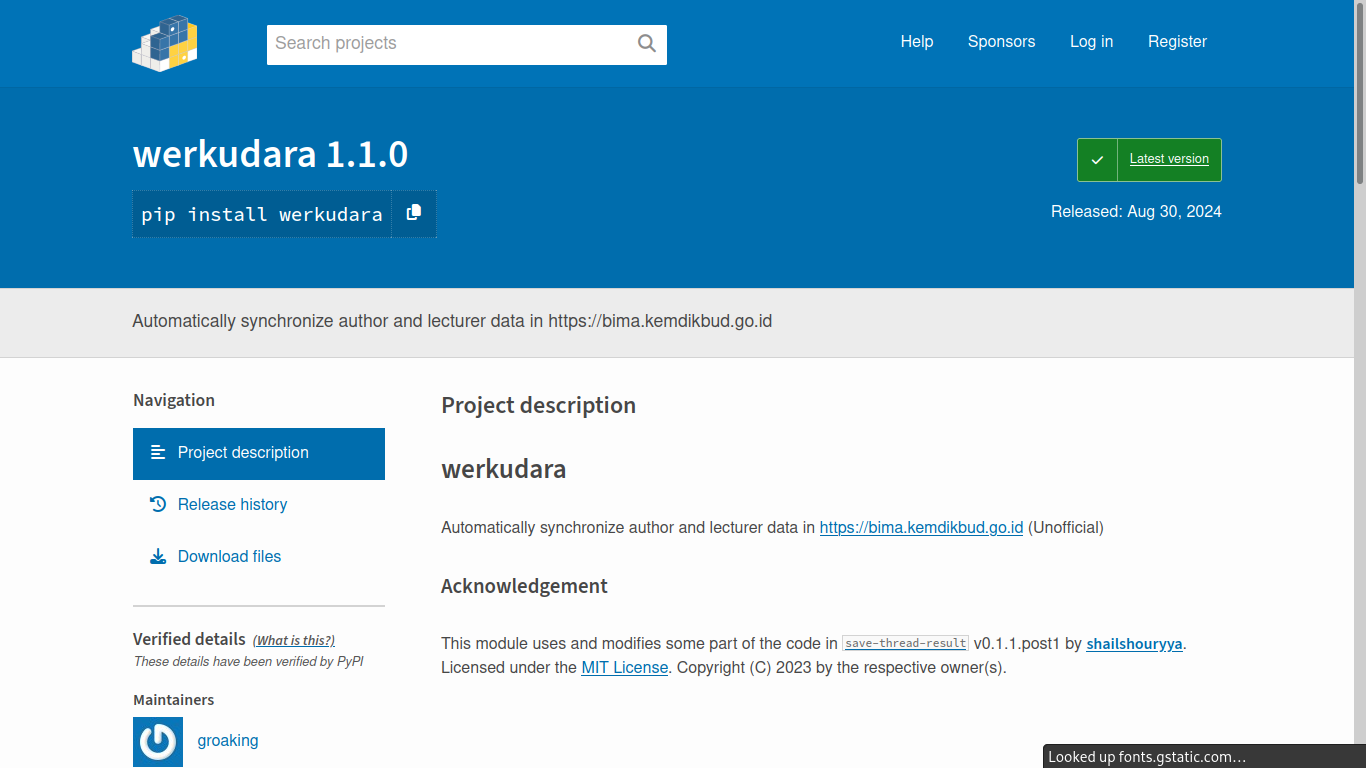 Search projects
Help
Sponsors
Log in
Register
werkudara 1.1.0
pip install werkudara
Latest version
Released: Aug 30, 2024
Automatically synchronize author and lecturer data in https://bima.kemdikbud.go.id
Navigation
Project description
Release history
Download files
Verified details (What is this?)
These details have been verified by PyPI
Maintainers
groaking
Project description
werkudara
Automatically synchronize author and lecturer data in https://bima.kemdikbud.go.id (Unofficial)
Acknowledgement
This module uses and modifies some part of the code in save-thread-result v0.1.1.post1 by shailshouryya.
Licensed under the MIT License. Copyright (C) 2023 by the respective owner(s).
Looked up fonts.gstatic.com…